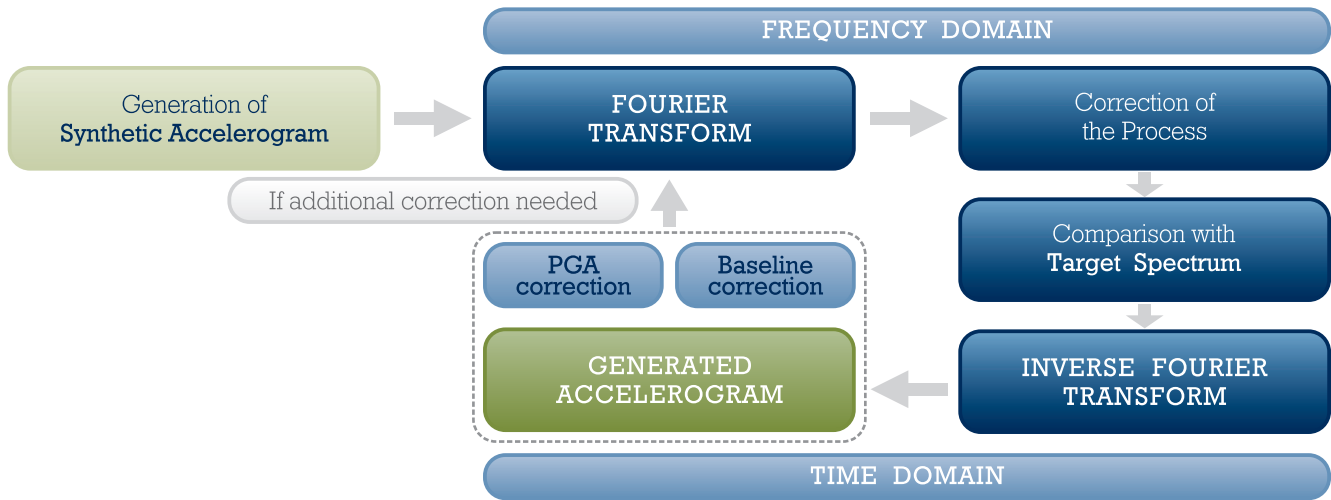 FREQUENCY DOMAIN
Generation of
Synthetic Accelerogram
FOURIER
TRANSFORM
Correction of
the Process
If additional correction needed
Comparison with
Target Spectrum
PGA
correction
Baseline
correction
GENERATED
ACCELEROGRAM
INVERSE FOURIER
TRANSFORM
TIME DOMAIN